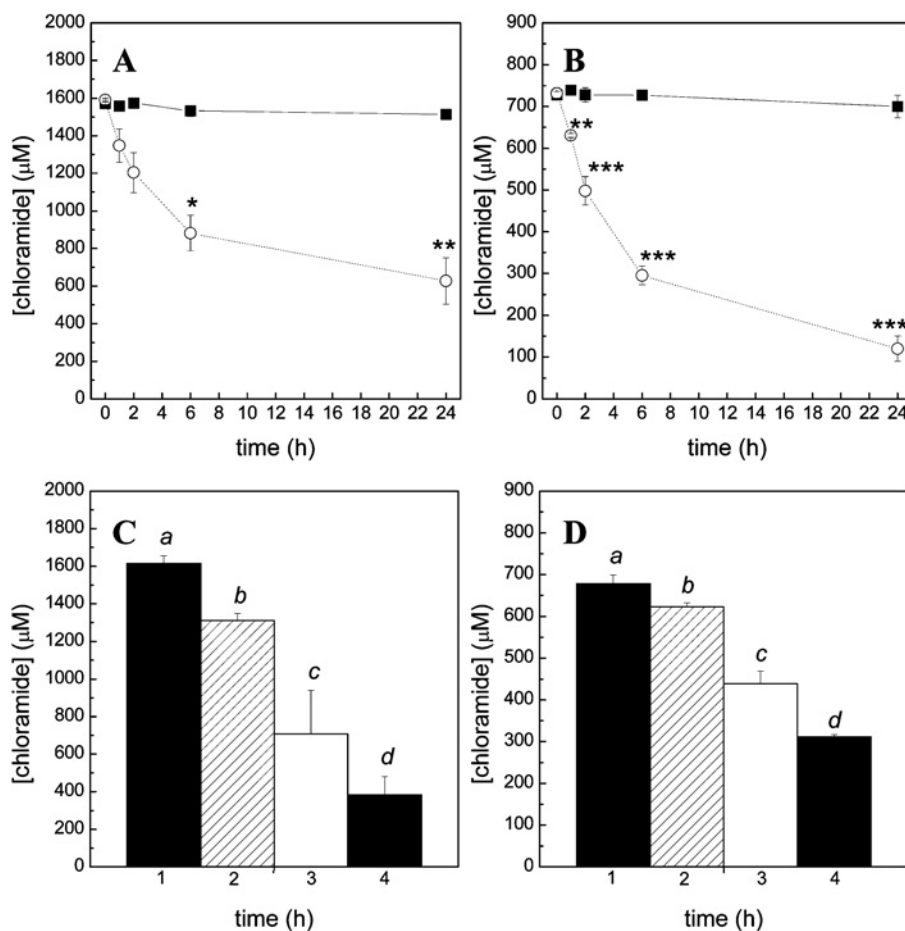 A
[chloramide] (μM)
2000
1800
1600
1400
1200
1000
800
600
400
200
0
*
**
0 2 4 6 8 10 12 14 16 18 20 22 24
time (h)
B
[chloramide] (μM)
900
800
700
600
500
400
300
200
100
0
**
***
***
***
0 2 4 6 8 10 12 14 16 18 20 22 24
time (h)
C
[chloramide] (μM)
2000
1800
1600
1400
1200
1000
800
600
400
200
0
a
b
c
d
1 2 3 4
time (h)
D
[chloramide] (μM)
900
800
700
600
500
400
300
200
100
0
a
b
c
d
1 2 3 4
time (h)